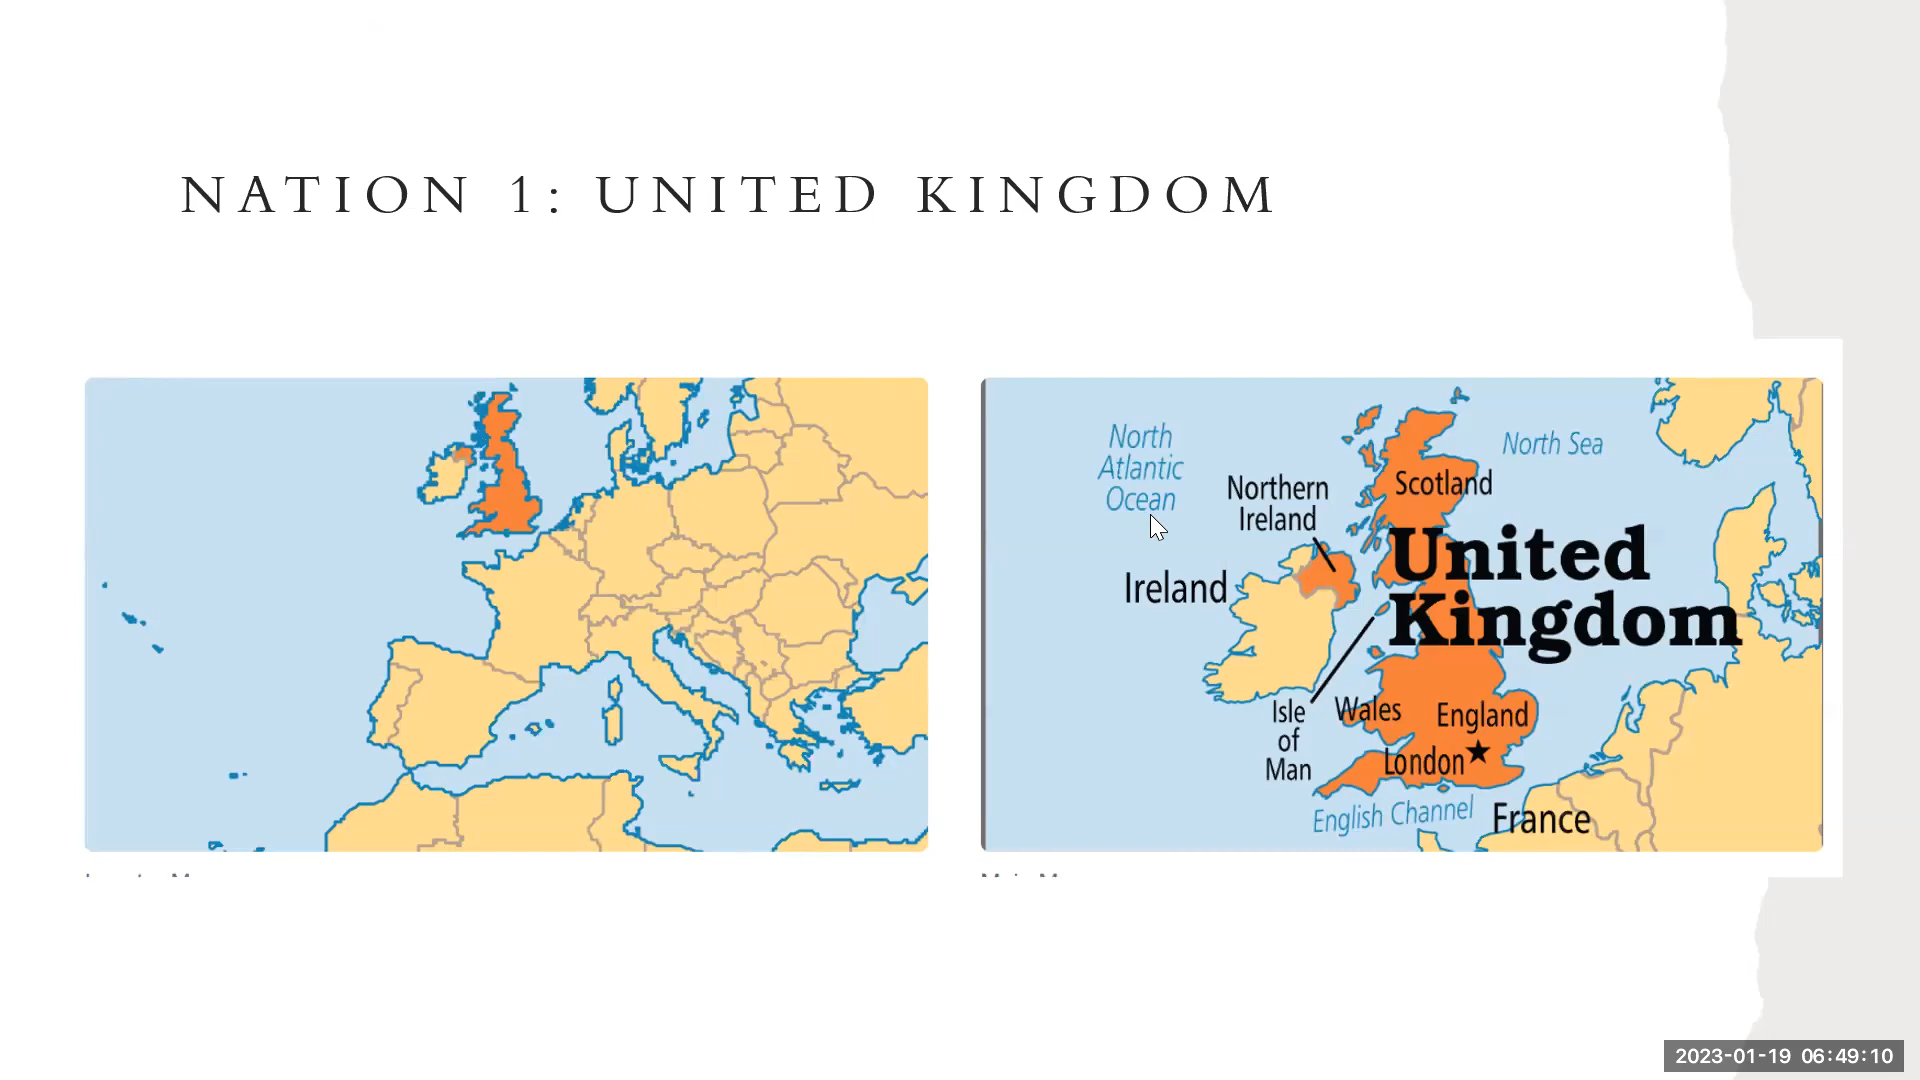 NATION 1: UNITED KINGDOM
North
Atlantic
Ocean
North Sea
Northern
Ireland
Scotland
United
Kingdom
Ireland
Isle
of
Man
Wales
England
London
English Channel
France
2023-01-19 06:49:10